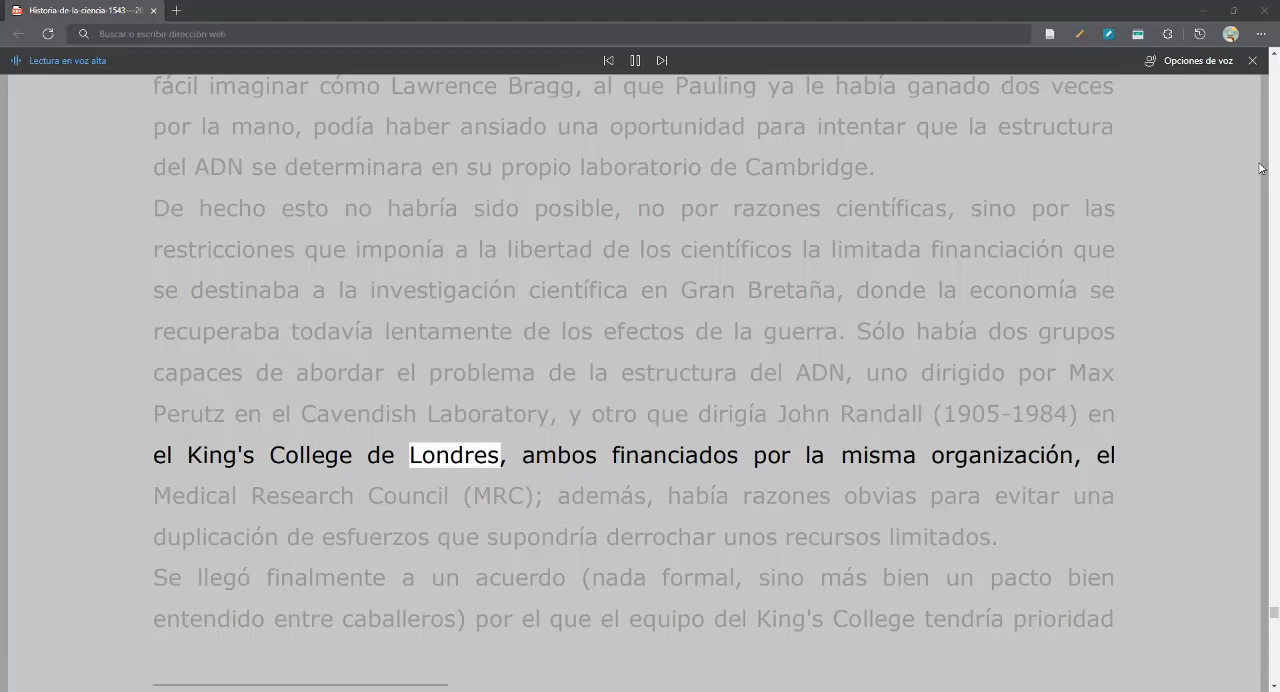 Historia-de-la-ciencia-1543---20
Buscar o escribir dirección web
Lectura en voz alta
Opciones de voz
fácil imaginar cómo Lawrence Bragg, al que Pauling ya le había ganado dos veces
por la mano, podía haber ansiado una oportunidad para intentar que la estructura
del ADN se determinara en su propio laboratorio de Cambridge.
De hecho esto no habría sido posible, no por razones científicas, sino por las
restricciones que imponía a la libertad de los científicos la limitada financiación que
se destinaba a la investigación científica en Gran Bretaña, donde la economía se
recuperaba todavía lentamente de los efectos de la guerra. Sólo había dos grupos
capaces de abordar el problema de la estructura del ADN, uno dirigido por Max
Perutz en el Cavendish Laboratory, y otro que dirigía John Randall (1905-1984) en
el King's College de Londres, ambos financiados por la misma organización, el
Medical Research Council (MRC); además, había razones obvias para evitar una
duplicación de esfuerzos que supondría derrochar unos recursos limitados.
Se llegó finalmente a un acuerdo (nada formal, sino más bien un pacto bien
entendido entre caballeros) por el que el equipo del King's College tendría prioridad